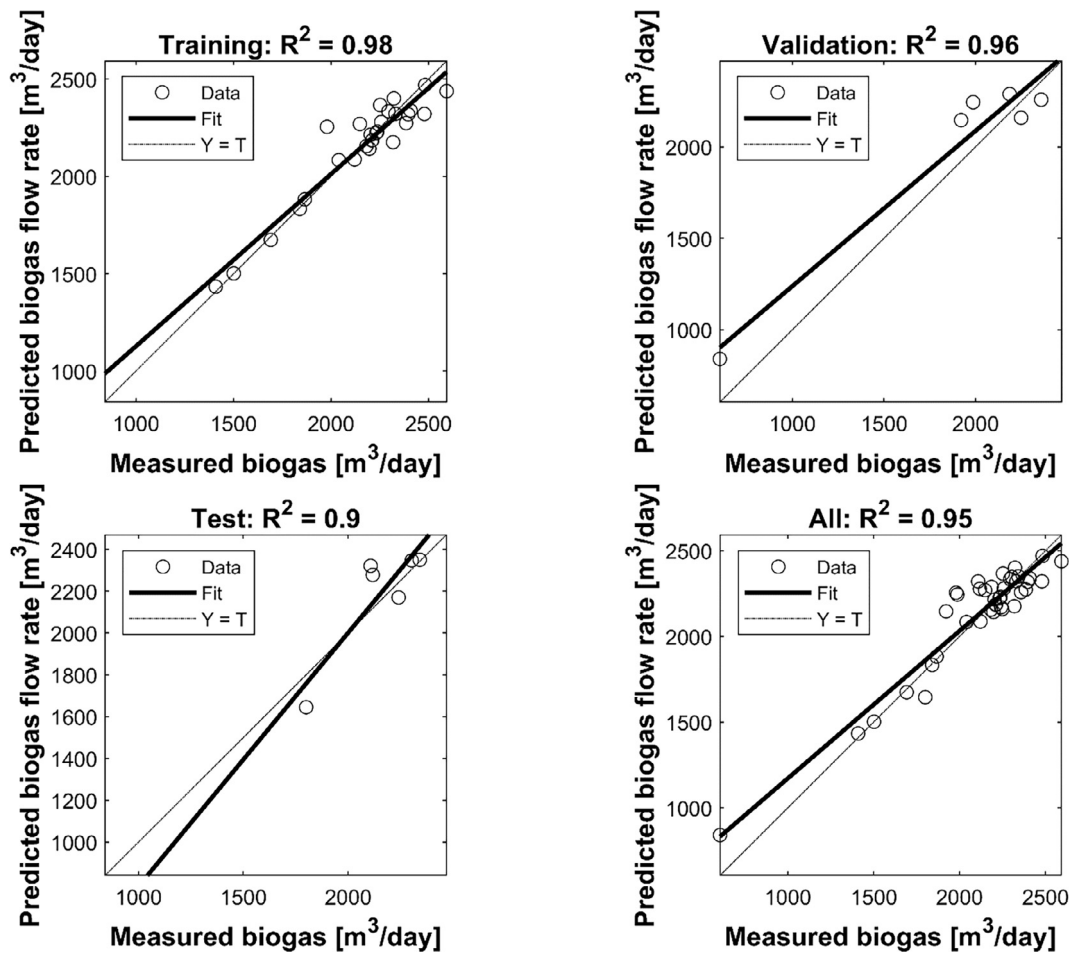 Training: R² = 0.98
Predicted biogas flow rate [m³/day]
2500
2000
1500
1000
Data
Fit
Y = T
1000 1500 2000 2500
Measured biogas [m³/day]
Validation: R² = 0.96
Predicted biogas flow rate [m³/day]
2000
1500
1000
Data
Fit
Y = T
1000 1500 2000
Measured biogas [m³/day]
Test: R² = 0.9
Predicted biogas flow rate [m³/day]
2400
2200
2000
1800
1600
1400
1200
1000
Data
Fit
Y = T
1000 1500 2000
Measured biogas [m³/day]
All: R² = 0.95
Predicted biogas flow rate [m³/day]
2500
2000
1500
1000
Data
Fit
Y = T
1000 1500 2000 2500
Measured biogas [m³/day]